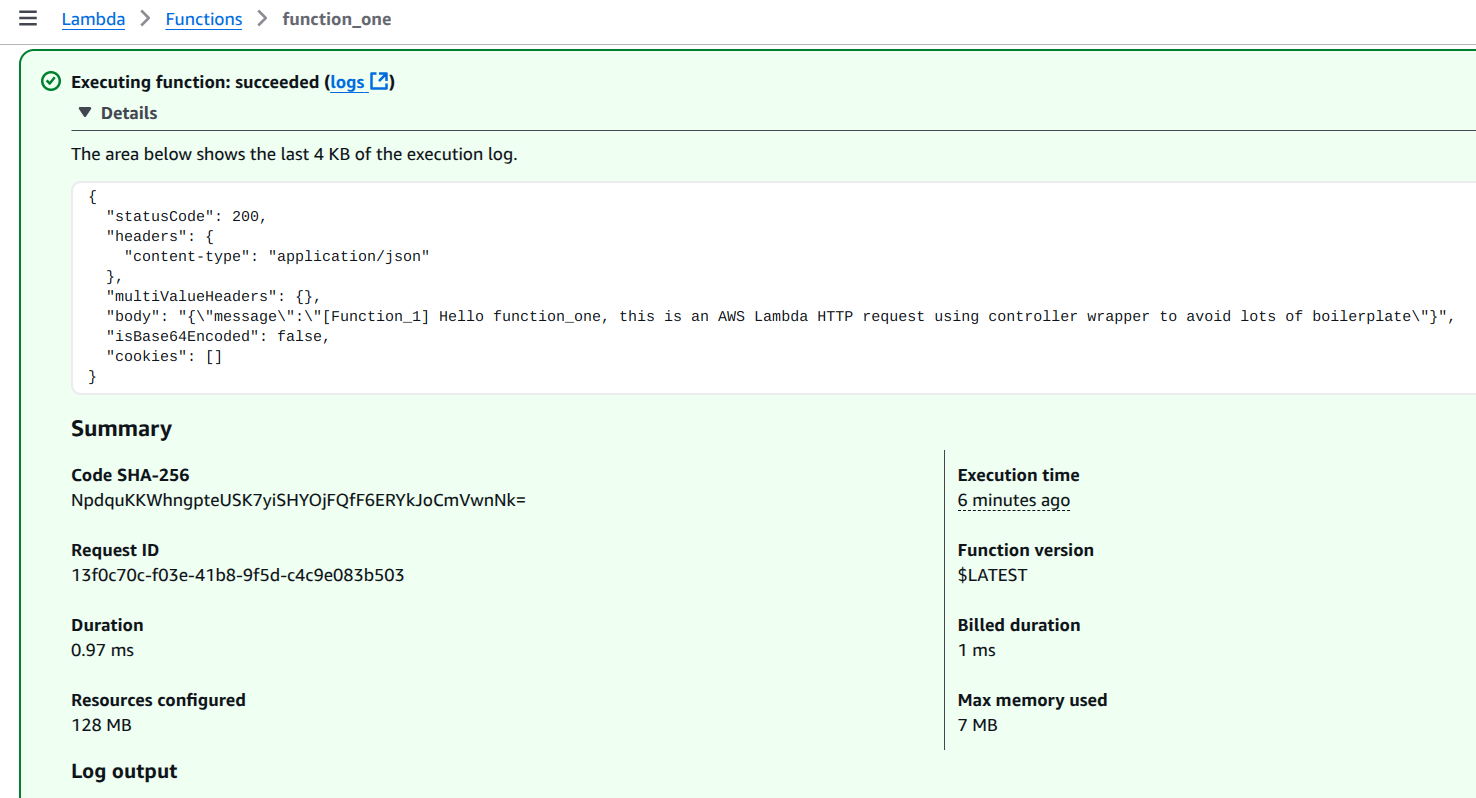 Lambda > Functions > function_one
Executing function: succeeded (logs)
Details
The area below shows the last 4 KB of the execution log.
{
  "statusCode": 200,
  "headers": {
    "content-type": "application/json"
  },
  "multiValueHeaders": {},
  "body": "{\"message\":\"[Function_1] Hello function_one, this is an AWS Lambda HTTP request using controller wrapper to avoid lots of boilerplate\"}",
  "isBase64Encoded": false,
  "cookies": []
}
Summary
Code SHA-256
NpdquKKWhngpteUSK7yiSHYOjFQfF6ERYkJoCmVwnNk=
Execution time
6 minutes ago
Request ID
13f0c70c-f03e-41b8-9f5d-c4c9e083b503
Function version
$LATEST
Duration
0.97 ms
Billed duration
1 ms
Resources configured
128 MB
Max memory used
7 MB
Log output